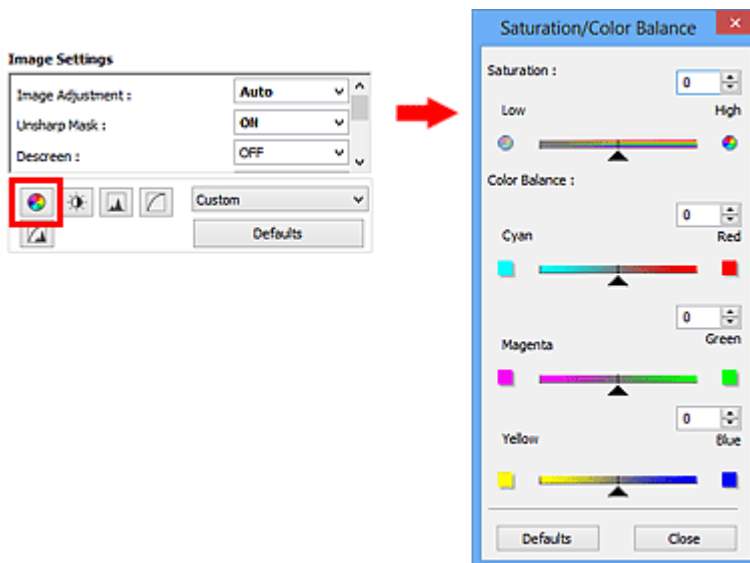 Image Settings
Image Adjustment : Auto
Unsharp Mask : ON
Descreen : OFF
Custom
Defaults
Saturation/Color Balance
Saturation : 0
Low High
Color Balance :
0
Cyan Red
0
Magenta Green
0
Yellow Blue
Defaults Close